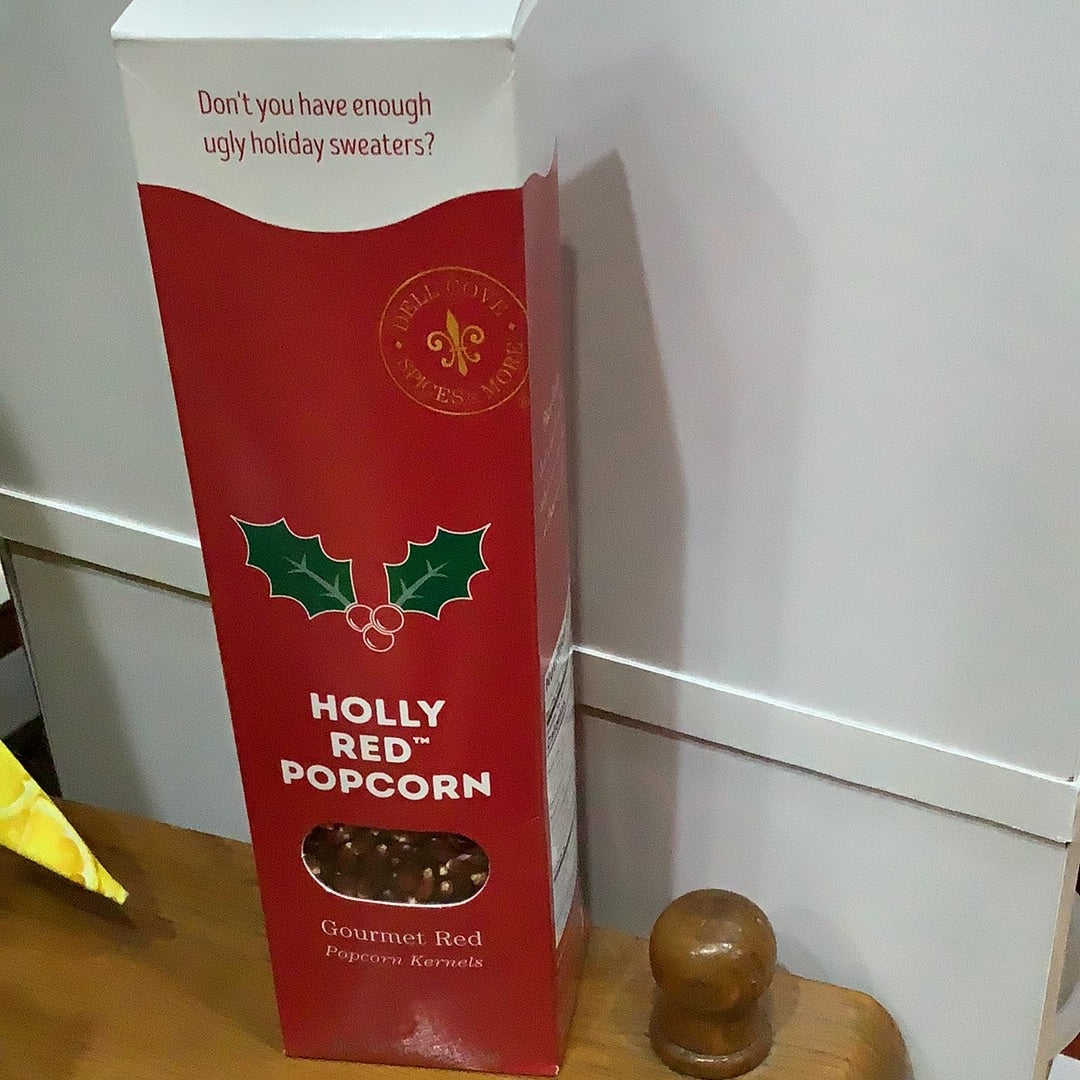 Don't you have enough
ugly holiday sweaters?
DELL COVE
SPICES & MORE
HOLLY
RED™
POPCORN
Gourmet Red
Popcorn Kernels